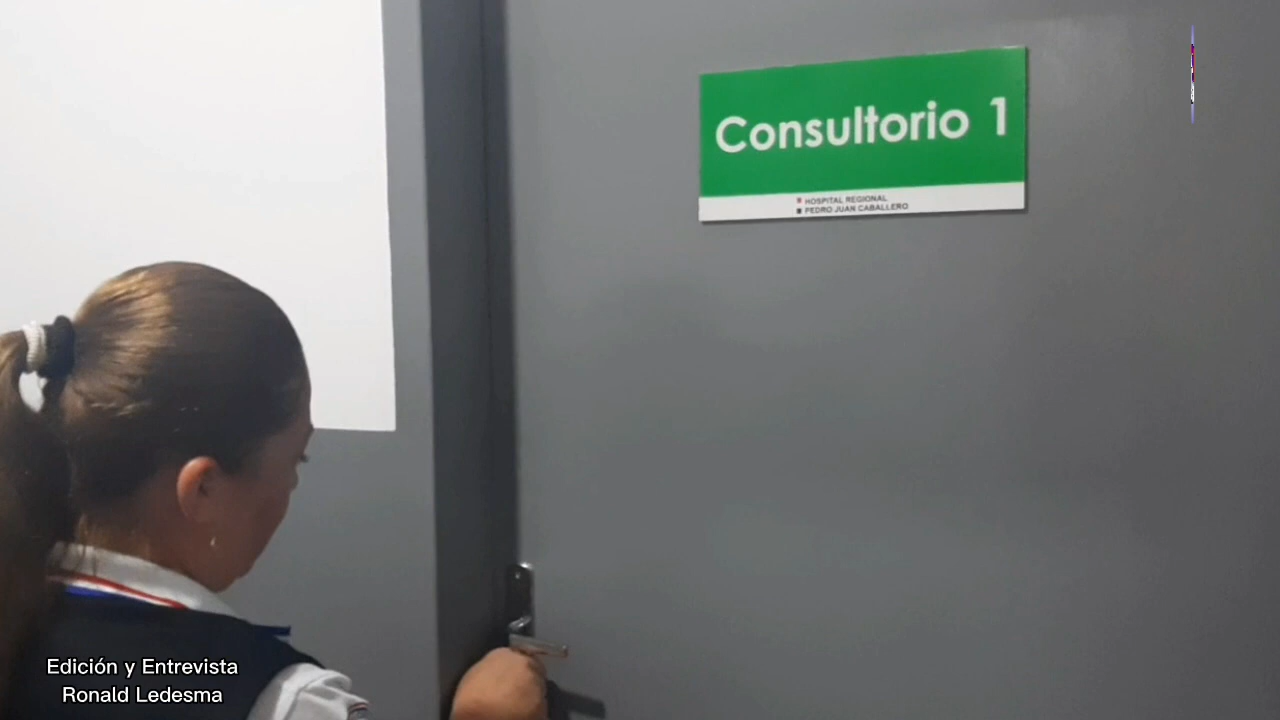 Consultorio 1
HOSPITAL REGIONAL
PEDRO JUAN CABALLERO
Edición y Entrevista
Ronald Ledesma